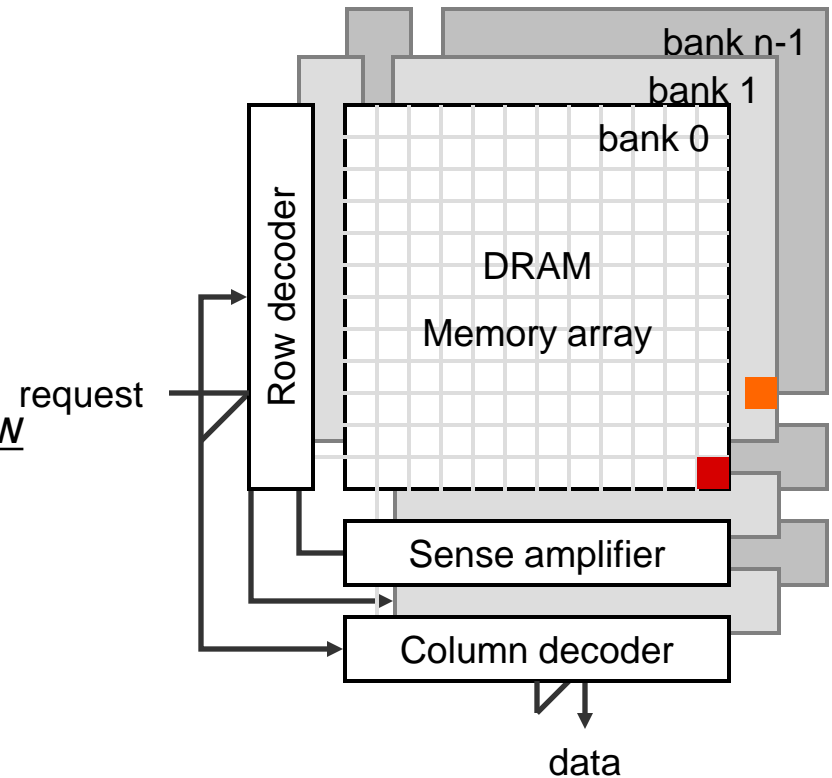 bank n-1
bank 1
bank 0
Row decoder
DRAM
Memory array
request
w
Sense amplifier
Column decoder
data